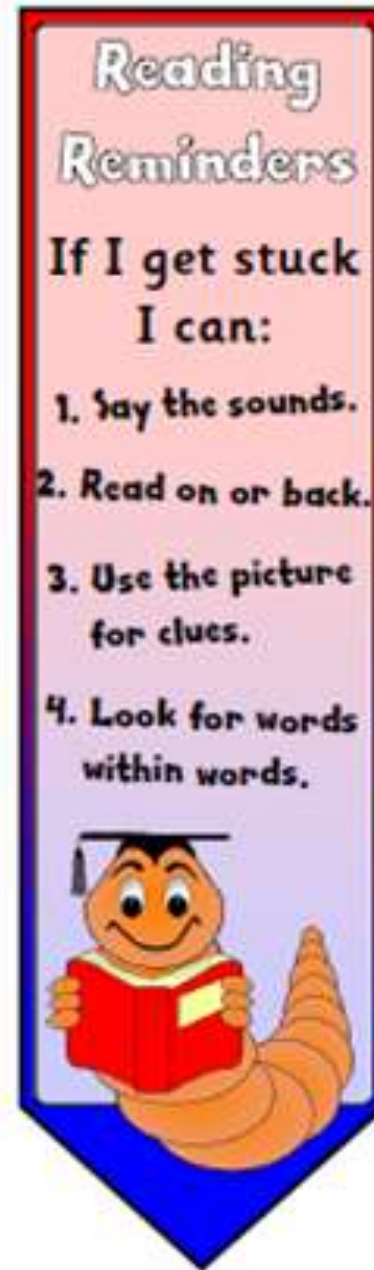 Reading
Reminders
If I get stuck
I can:
1. Say the sounds.
2. Read on or back.
3. Use the picture
for clues.
4. Look for words
within words.